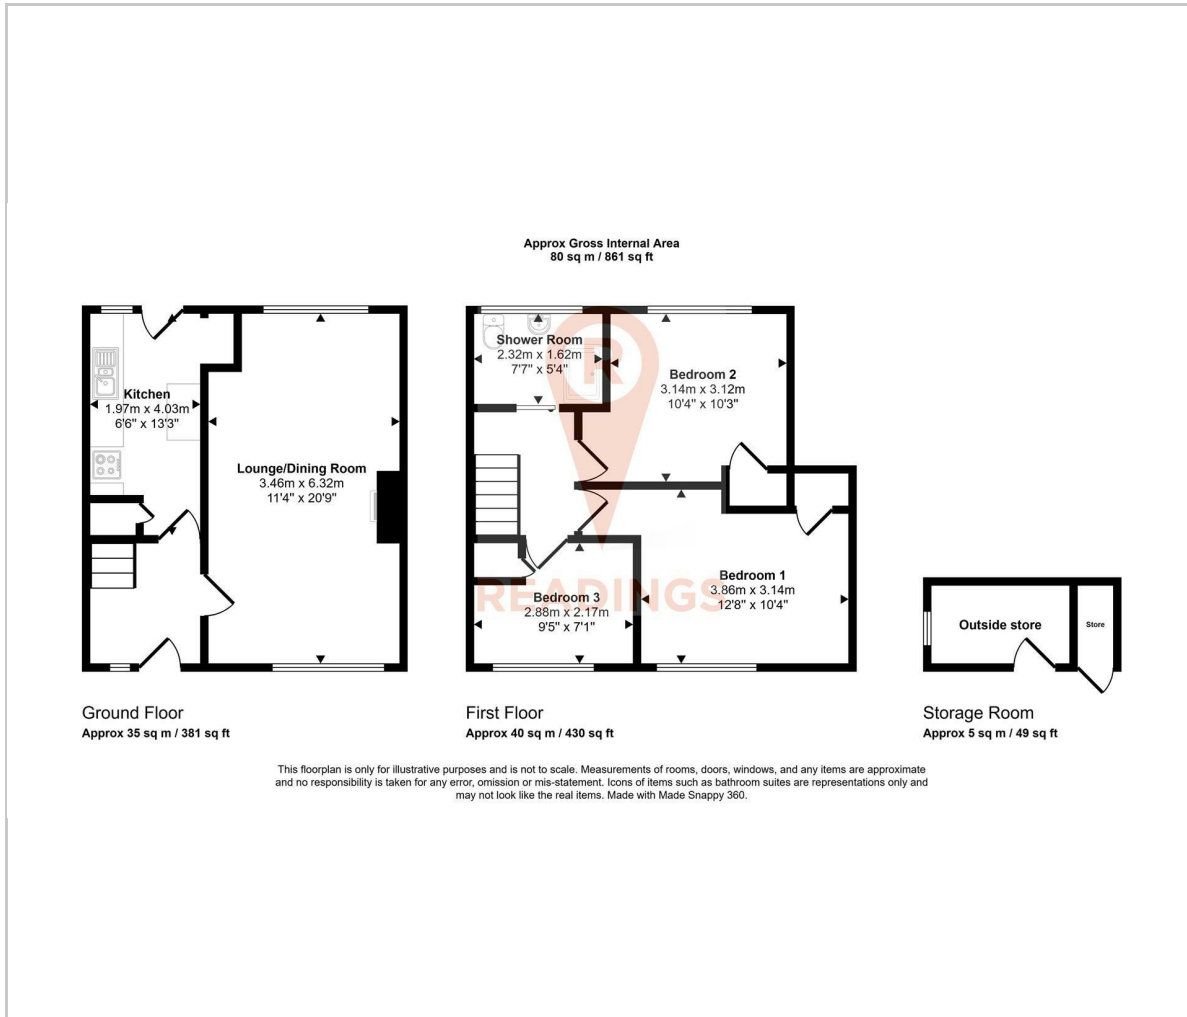 Approx Gross Internal Area
80 sq m / 861 sq ft
Kitchen
1.97m x 4.03m
6'6" x 13'3"
Lounge/Dining Room
3.46m x 6.32m
11'4" x 20'9"
Shower Room
2.32m x 1.62m
7'7" x 5'4"
R
Bedroom 2
3.14m x 3.12m
10'4" x 10'3"
Bedroom 1
3.86m x 3.14m
12'8" x 10'4"
READINGS
Bedroom 3
2.88m x 2.17m
9'5" x 7'1"
Outside store
Store
Ground Floor
Approx 35 sq m / 381 sq ft
First Floor
Approx 40 sq m / 430 sq ft
Storage Room
Approx 5 sq m / 49 sq ft
This floorplan is only for illustrative purposes and is not to scale. Measurements of rooms, doors, windows, and any items are approximate
and no responsibility is taken for any error, omission or mis-statement. Icons of items such as bathroom suites are representations only and
may not look like the real items. Made with Made Snappy 360.